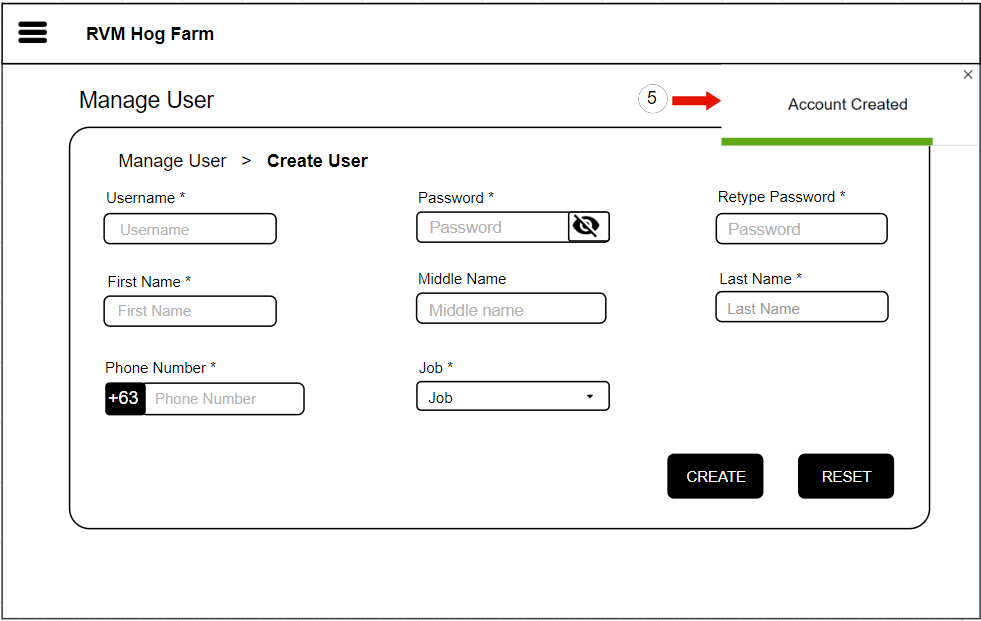 RVM Hog Farm
Manage User
5
Account Created
Manage User > Create User
Username *
Password *
Retype Password *
Username
Password
Password
First Name *
Middle Name
Last Name *
First Name
Middle name
Last Name
Phone Number *
Job *
+63 Phone Number
Job
CREATE
RESET